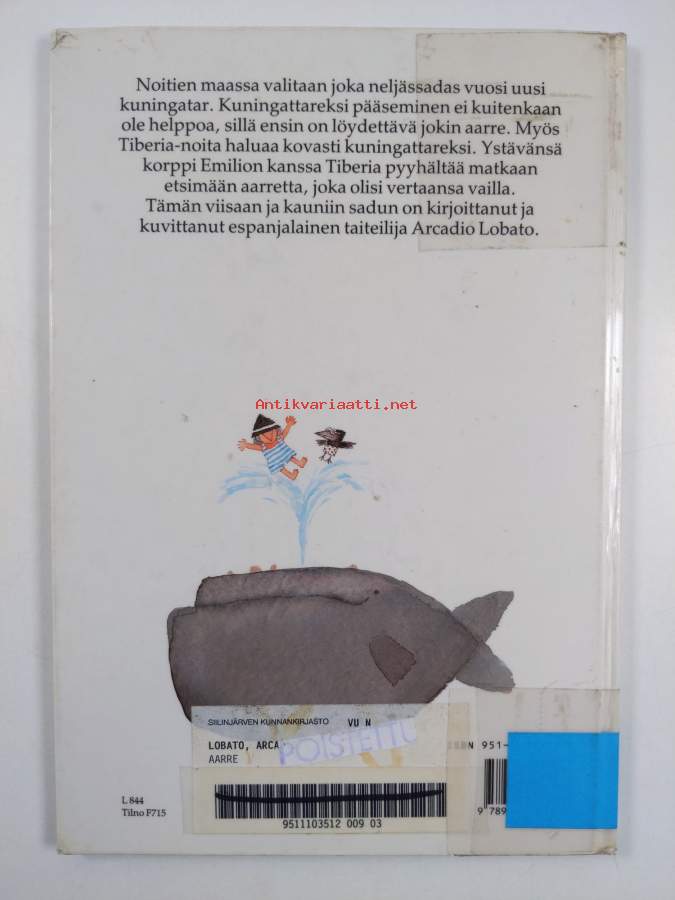 Noitien maassa valitaan joka neljässadas vuosi uusi
kuningatar. Kuningattareksi pääseminen ei kuitenkaan
ole helppoa, sillä ensin on löydettävä jokin aarre. Myös
Tiberia-noita haluaa kovasti kuningattareksi. Ystävänsä
korppi Emilion kanssa Tiberia pyyhältää matkaan
etsimään aarretta, joka olisi vertaansa vailla.
Tämän viisaan ja kauniin sadun on kirjoittanut ja
kuvittanut espanjalainen taiteilija Arcadio Lobato.
Antikvariaatti.net
SIILINJÄRVEN KUNNANKIRJASTO VU N
LOBATO, ARCA
POISTETTU
ISBN 951-
AARRE
L 844
Tilno F715
9511103512 009 03
9 789